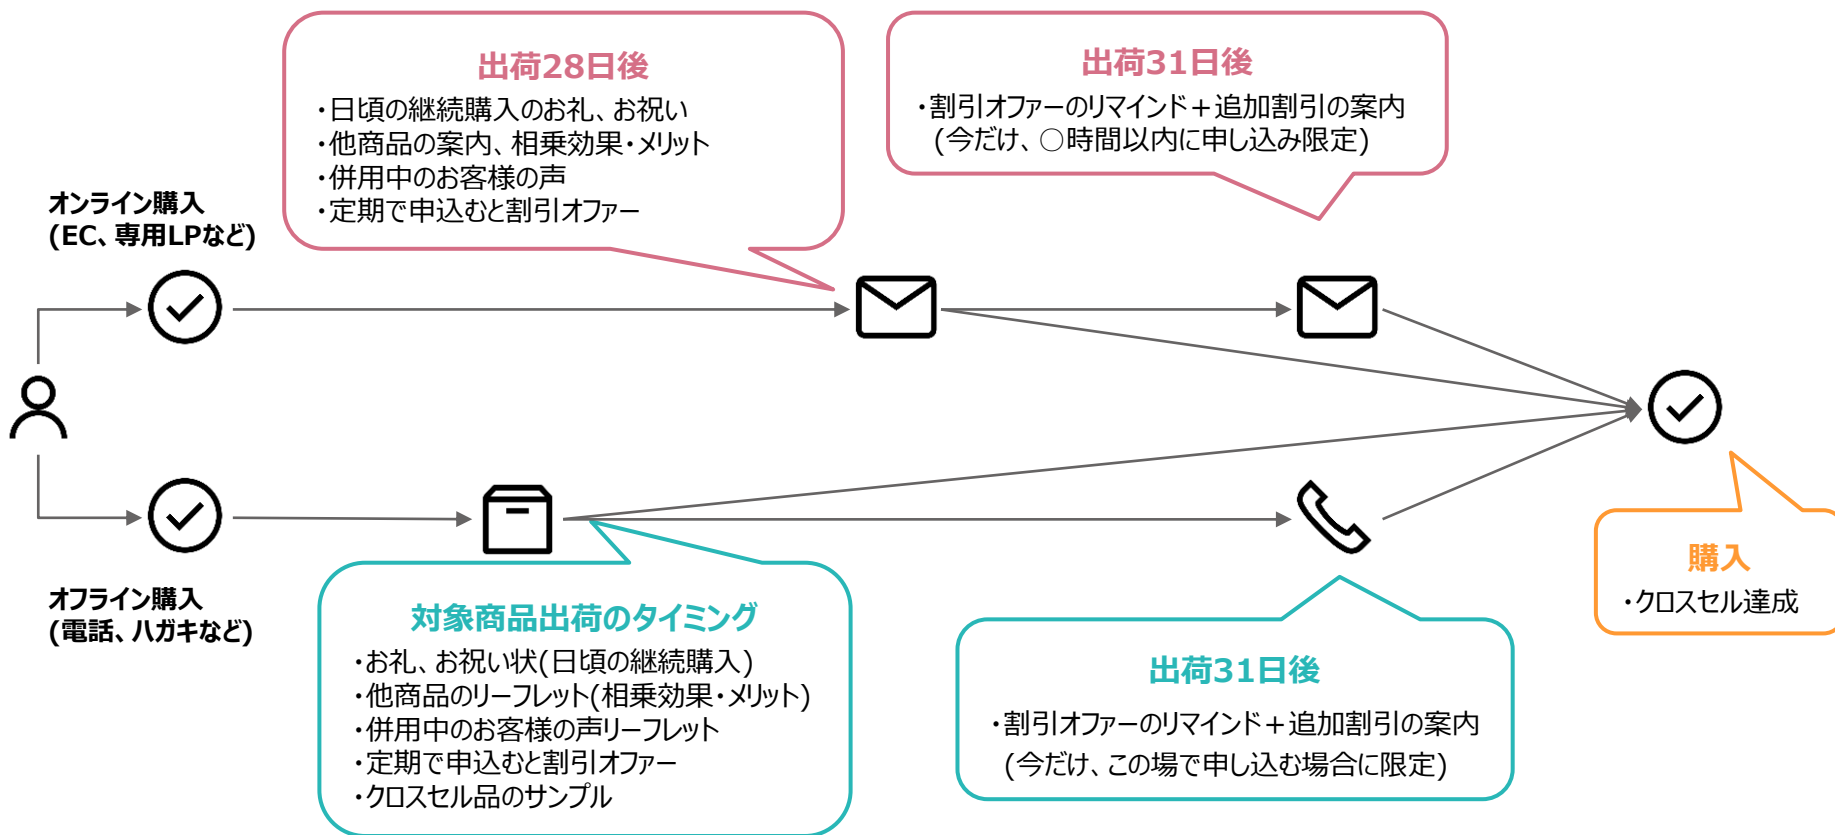 出荷28日後
・日頃の継続購入のお礼、お祝い
・他商品の案内、相乗効果・メリット
・併用中のお客様の声
・定期で申込むと割引オファー
出荷31日後
・割引オファーのリマインド+追加割引の案内
(今だけ、○時間以内に申し込み限定)
オンライン購入
(EC、専用LPなど)
オフライン購入
(電話、ハガキなど)
対象商品出荷のタイミング
・お礼、お祝い状(日頃の継続購入)
・他商品のリーフレット(相乗効果・メリット)
・併用中のお客様の声リーフレット
・定期で申込むと割引オファー
・クロスセル品のサンプル
出荷31日後
・割引オファーのリマインド+追加割引の案内
(今だけ、この場で申し込む場合に限定)
購入
・クロスセル達成